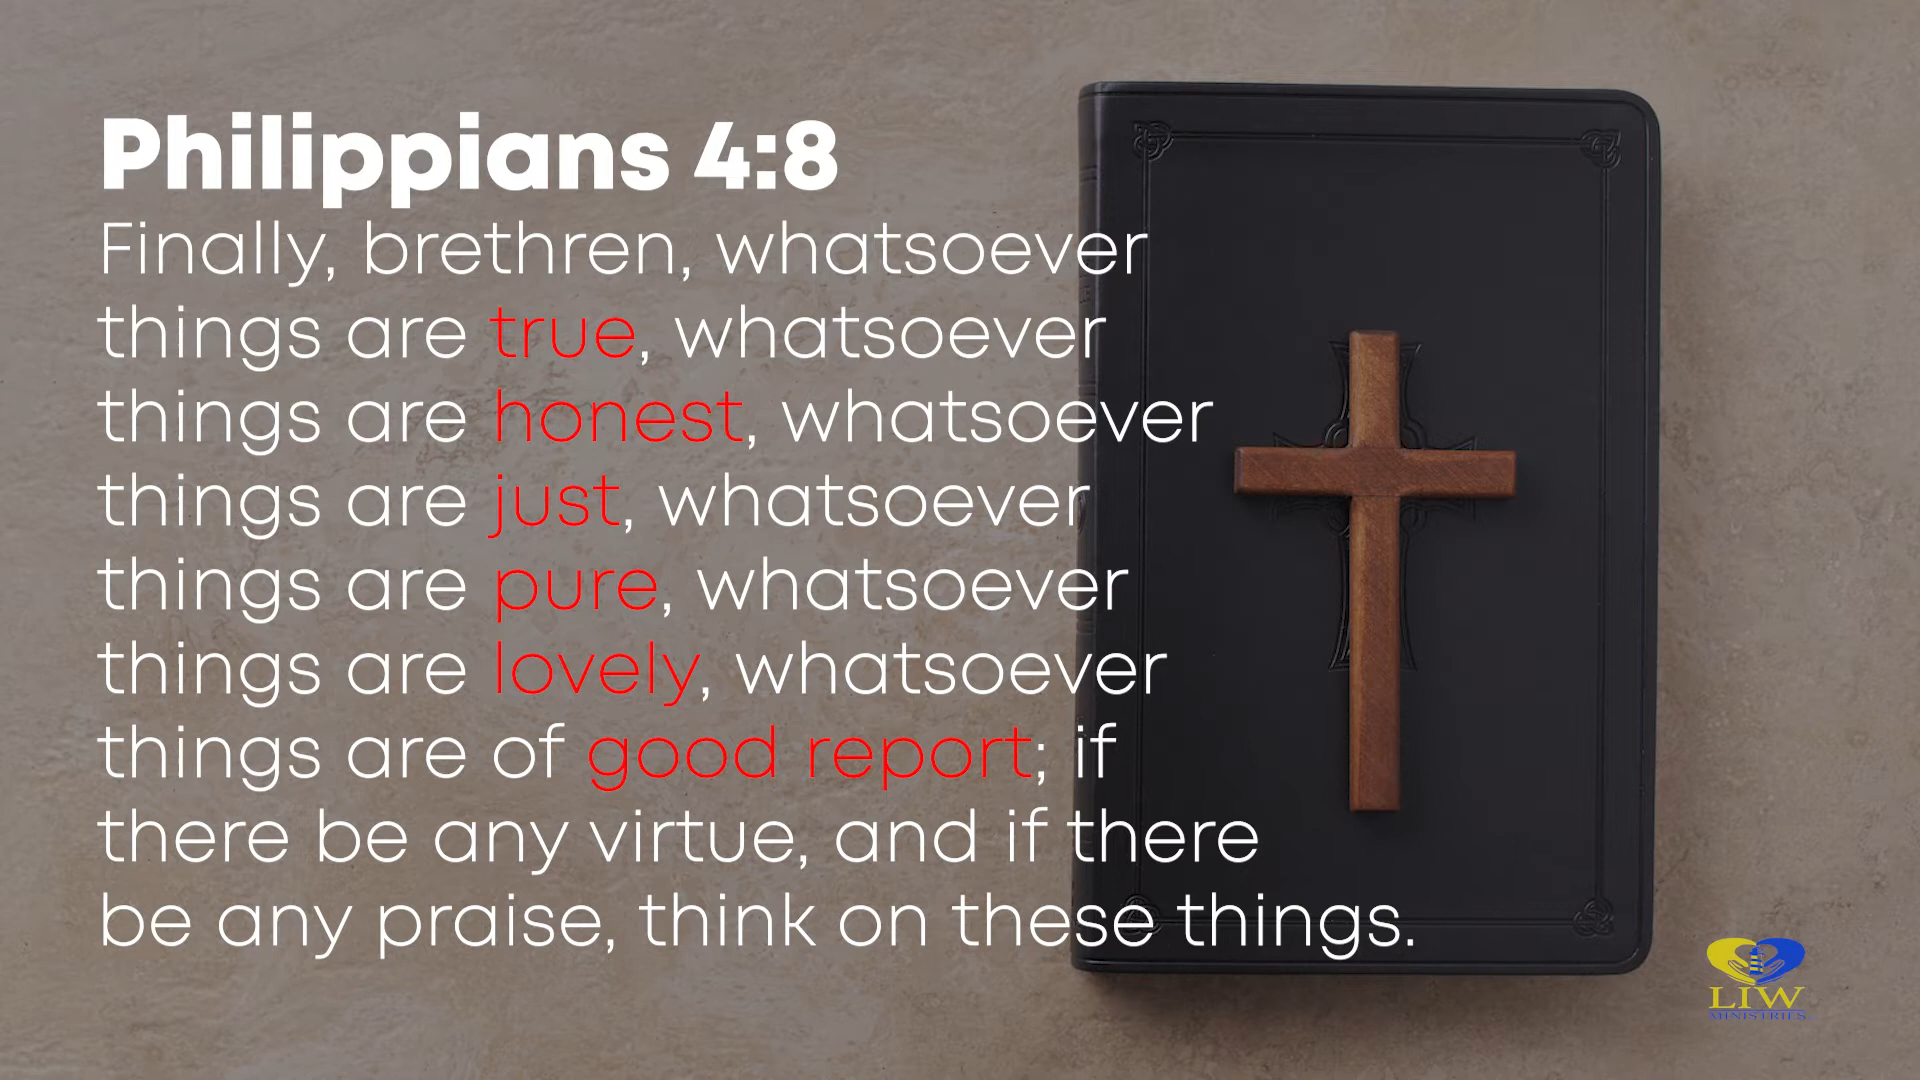 Philippians 4:8
Finally, brethren, whatsoever
things are true, whatsoever
things are honest, whatsoever
things are just, whatsoever
things are pure, whatsoever
things are lovely, whatsoever
things are of good report; if
there be any virtue, and if there
be any praise, think on these things.
LIW
MINISTRIES